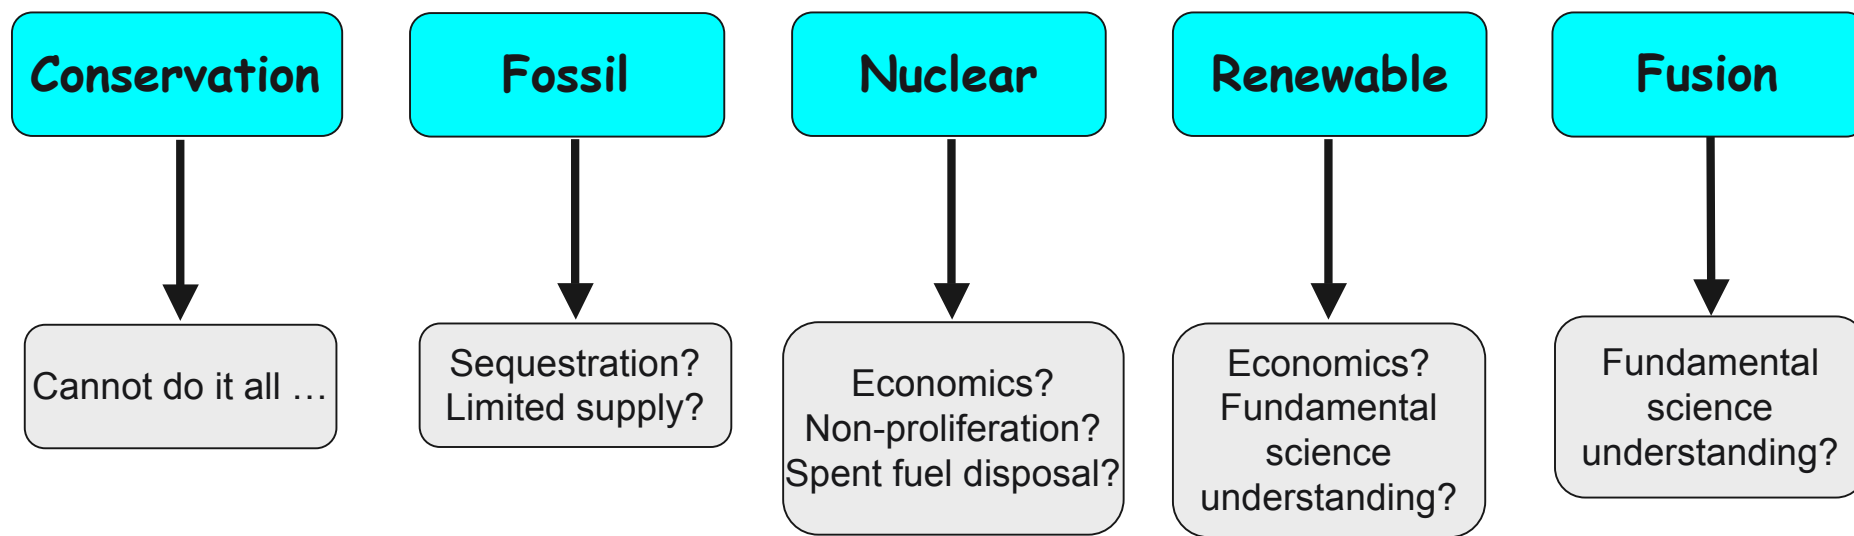 Conservation
Fossil
Nuclear
Renewable
Fusion
Cannot do it all …
Sequestration?
Limited supply?
Economics?
Non-proliferation?
Spent fuel disposal?
Economics?
Fundamental
science
understanding?
Fundamental
science
understanding?